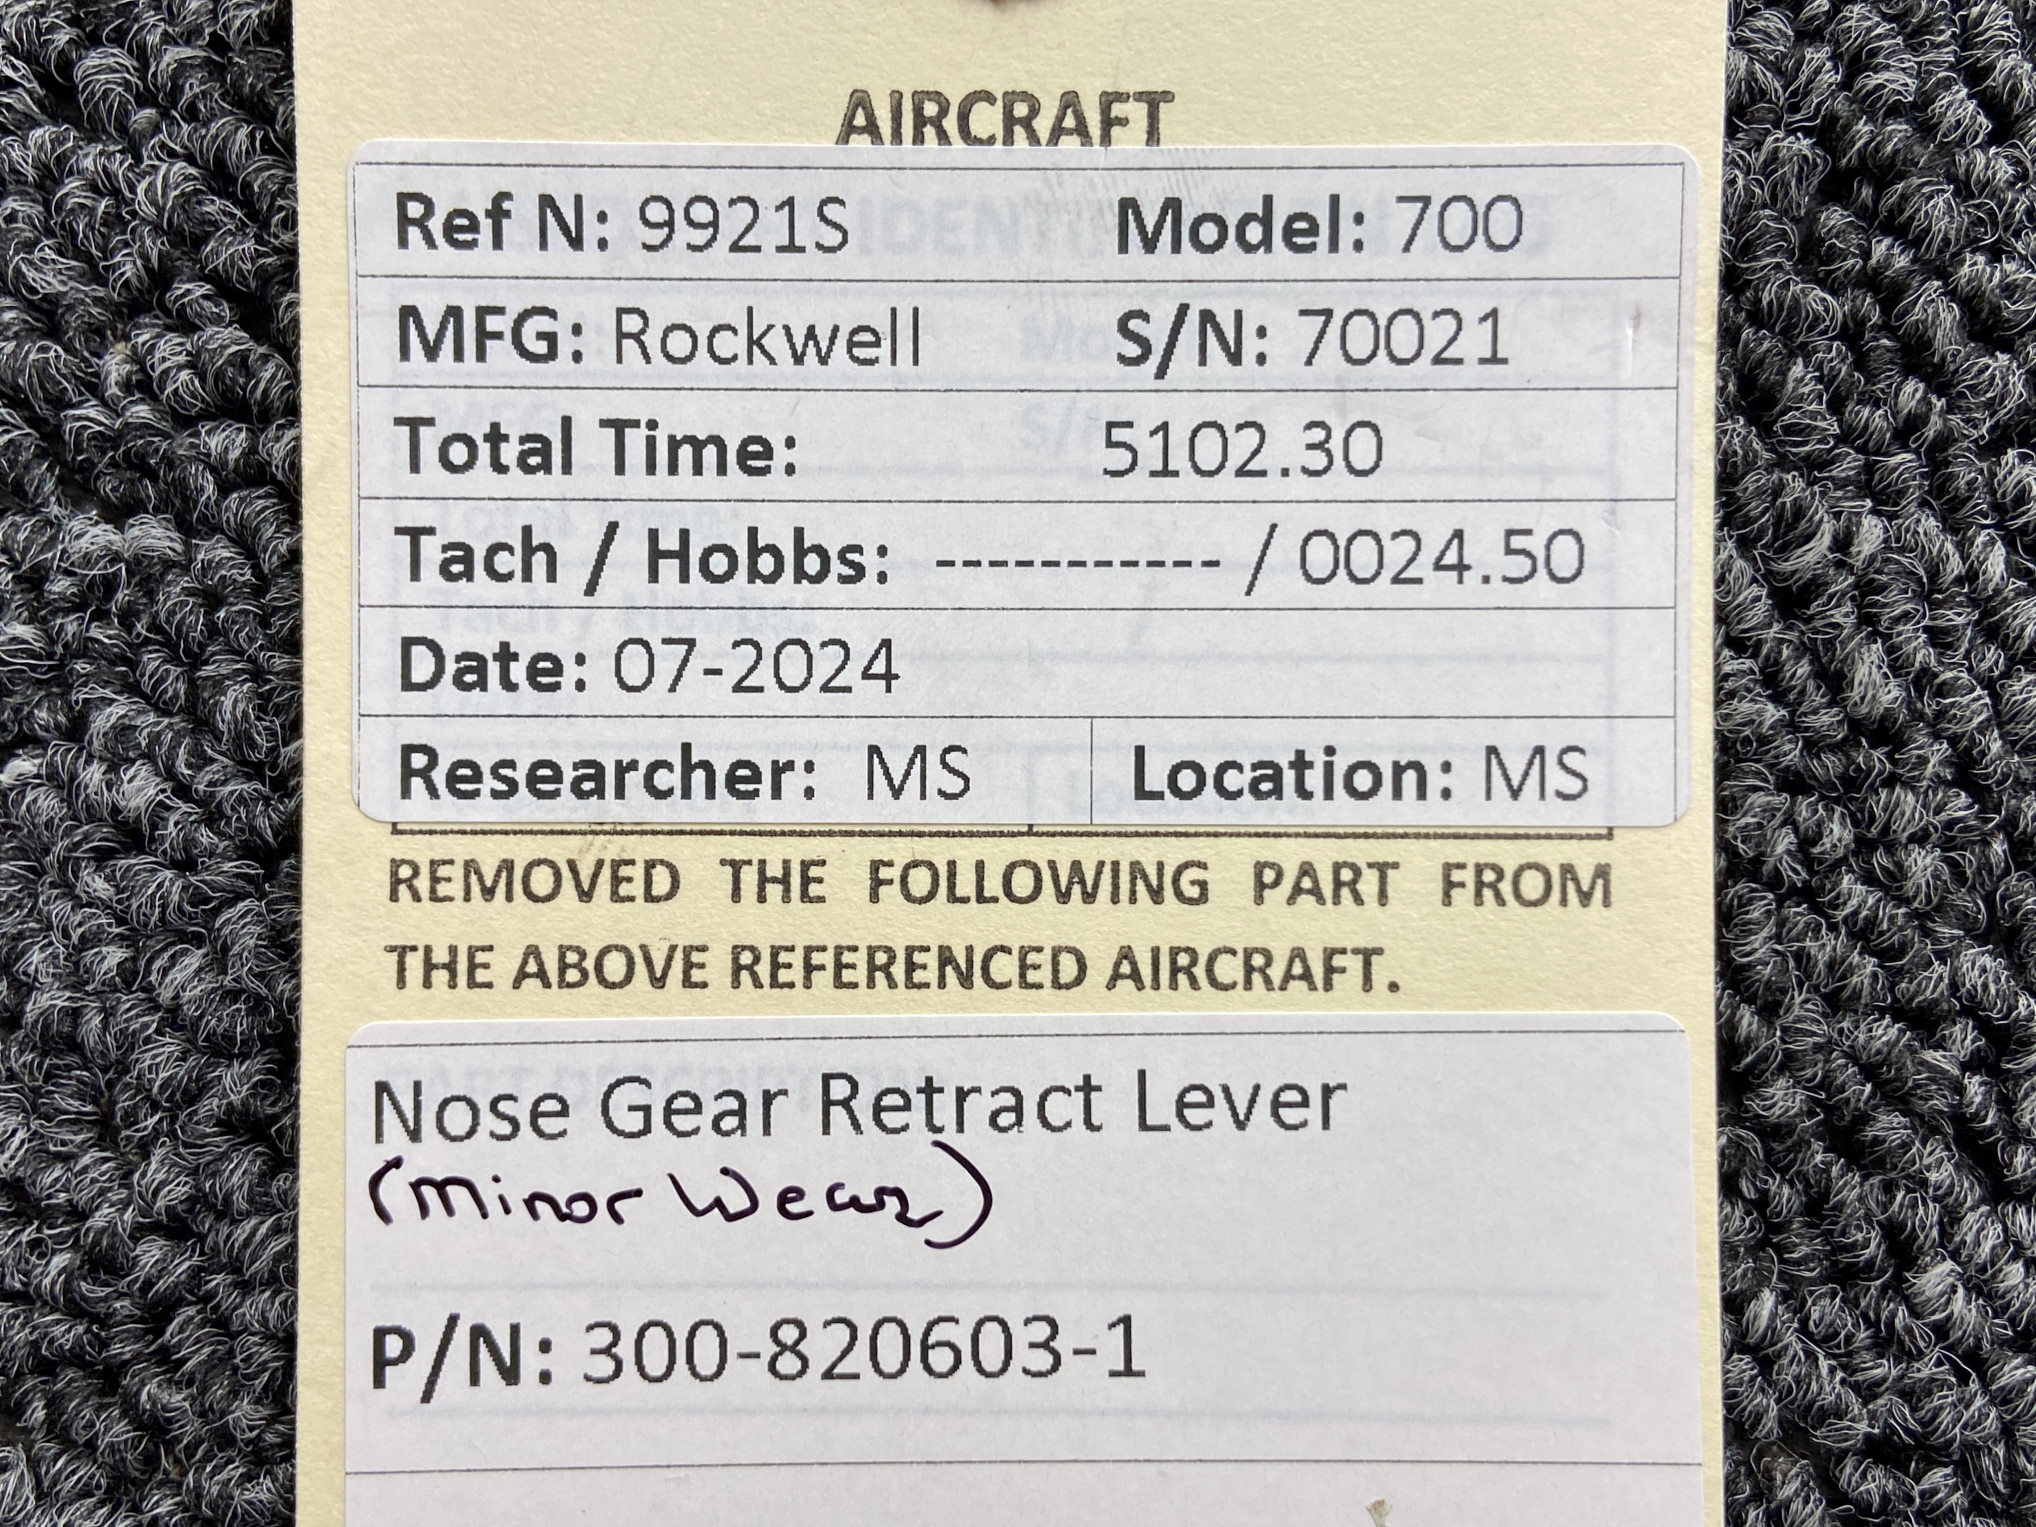 AIRCRAFT
Ref N: 9921S Model: 700
MFG: Rockwell S/N: 70021
Total Time: 5102.30
Tach / Hobbs: ----------- / 0024.50
Date: 07-2024
Researcher: MS Location: MS
REMOVED THE FOLLOWING PART FROM
THE ABOVE REFERENCED AIRCRAFT.
Nose Gear Retract Lever
(Minor Wear)
P/N: 300-820603-1